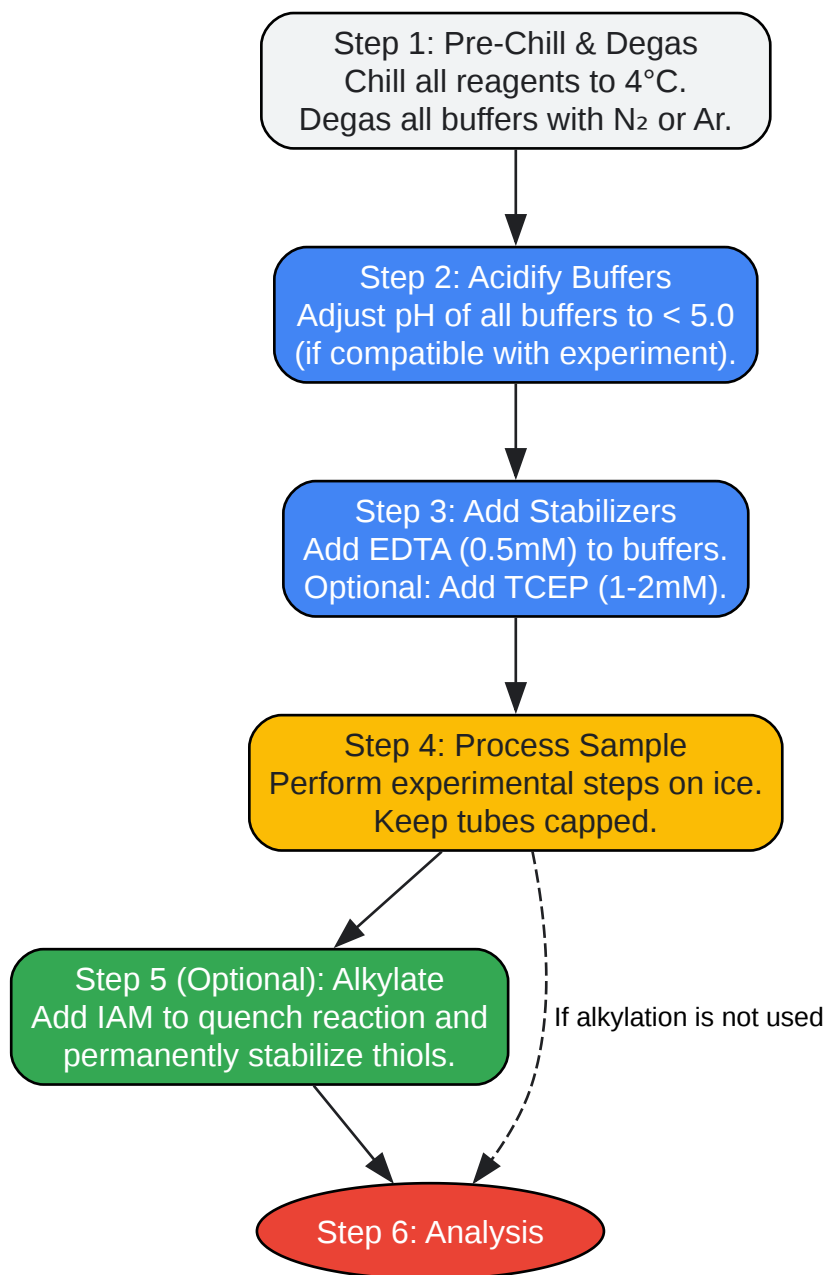 Step 1: Pre-Chill & Degas
Chill all reagents to 4°C.
Degas all buffers with N₂ or Ar.
Step 2: Acidify Buffers
Adjust pH of all buffers to < 5.0
(if compatible with experiment).
Step 3: Add Stabilizers
Add EDTA (0.5mM) to buffers.
Optional: Add TCEP (1-2mM).
Step 4: Process Sample
Perform experimental steps on ice.
Keep tubes capped.
Step 5 (Optional): Alkylate
Add IAM to quench reaction and
permanently stabilize thiols.
If alkylation is not used
Step 6: Analysis